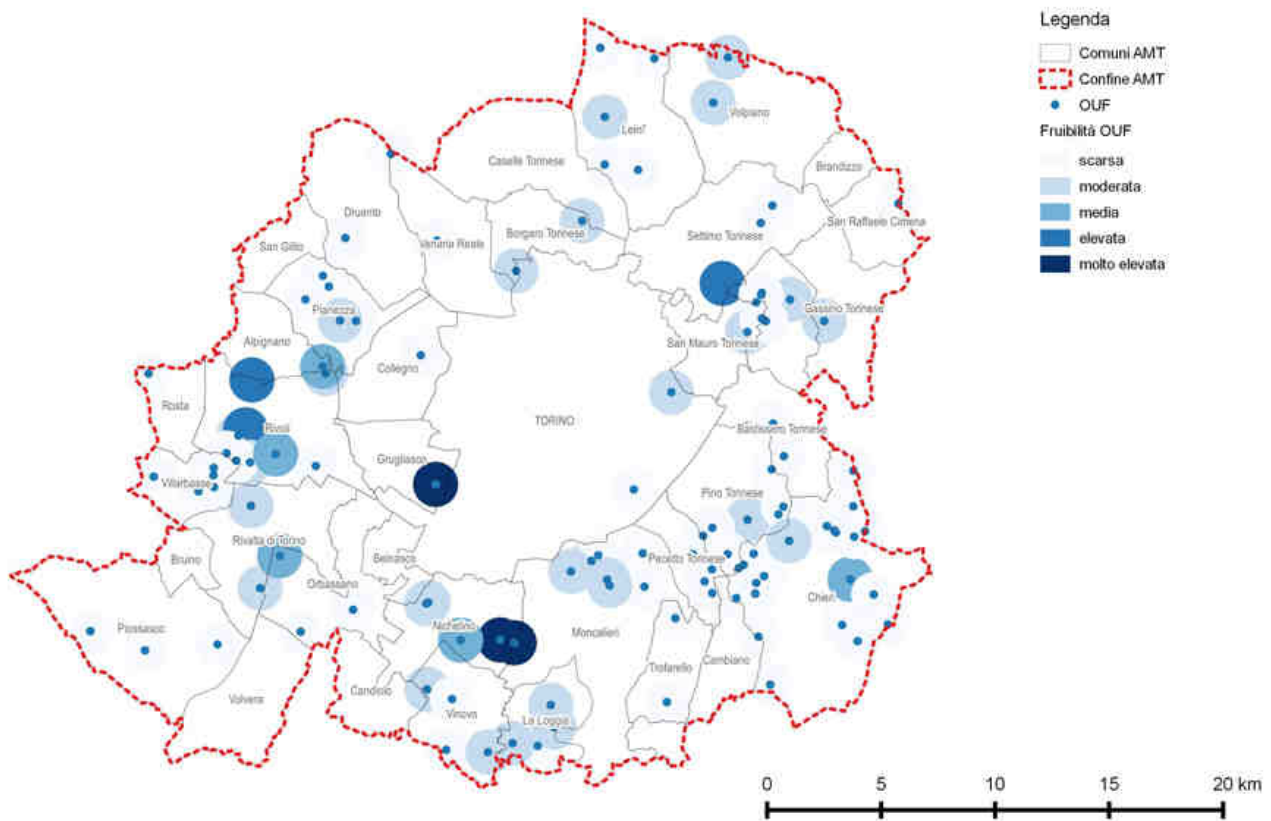 Legenda
Comuni AMT
Confine AMT
OUF
Fruibilità OUF
scarsa
moderata
media
elevata
molto elevata
Leinì
Volpiano
Caselle Torinese
Brandizzo
Druento
San Raffaele Cimena
Venaria Reale
Borgaro Torinese
Settimo Torinese
San Gillio
Pianezza
Gassino Torinese
Alpignano
San Mauro Torinese
Collegno
Rosta
TORINO
Rivoli
Baldissero Torinese
Grugliasco
Villarbasse
Pino Torinese
Rivalta di Torino
Bruino
Beinasco
Pecetto Torinese
Orbassano
Chieri
Piossasco
Nichelino
Moncalieri
Trofarello
Cambiano
Volvera
Candiolo
Vinovo
La Loggia
0 5 10 15 20 km